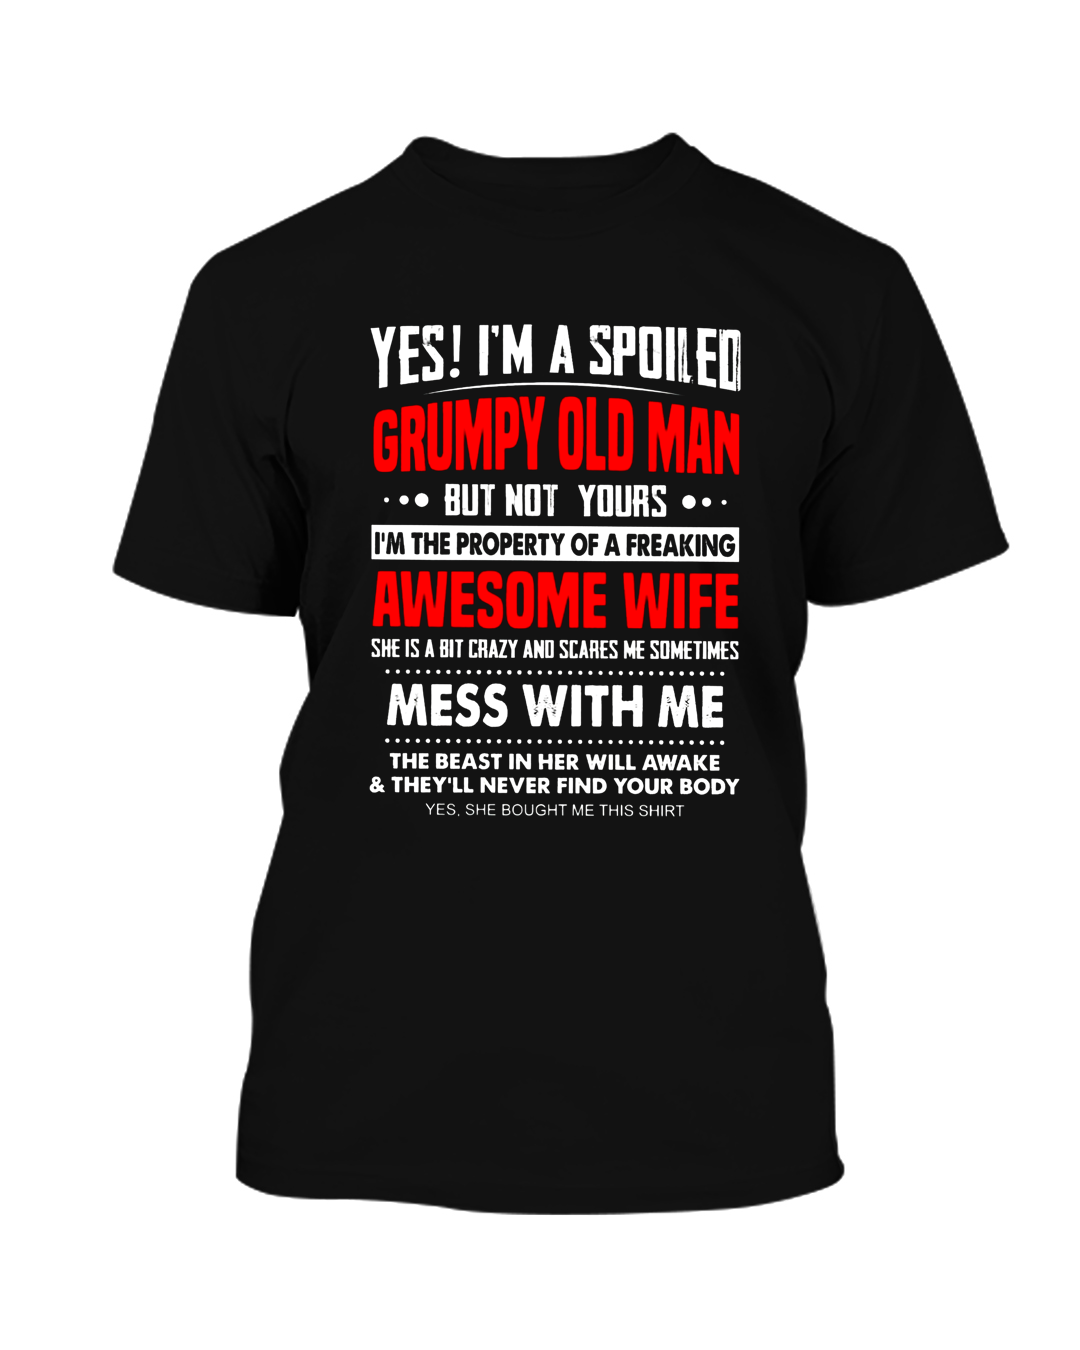 YES! I'M A SPOILED
GRUMPY OLD MAN
BUT NOT YOURS
I'M THE PROPERTY OF A FREAKING
AWESOME WIFE
SHE IS A BIT CRAZY AND SCARES ME SOMETIMES
MESS WITH ME
THE BEAST IN HER WILL AWAKE
& THEY'LL NEVER FIND YOUR BODY
YES, SHE BOUGHT ME THIS SHIRT